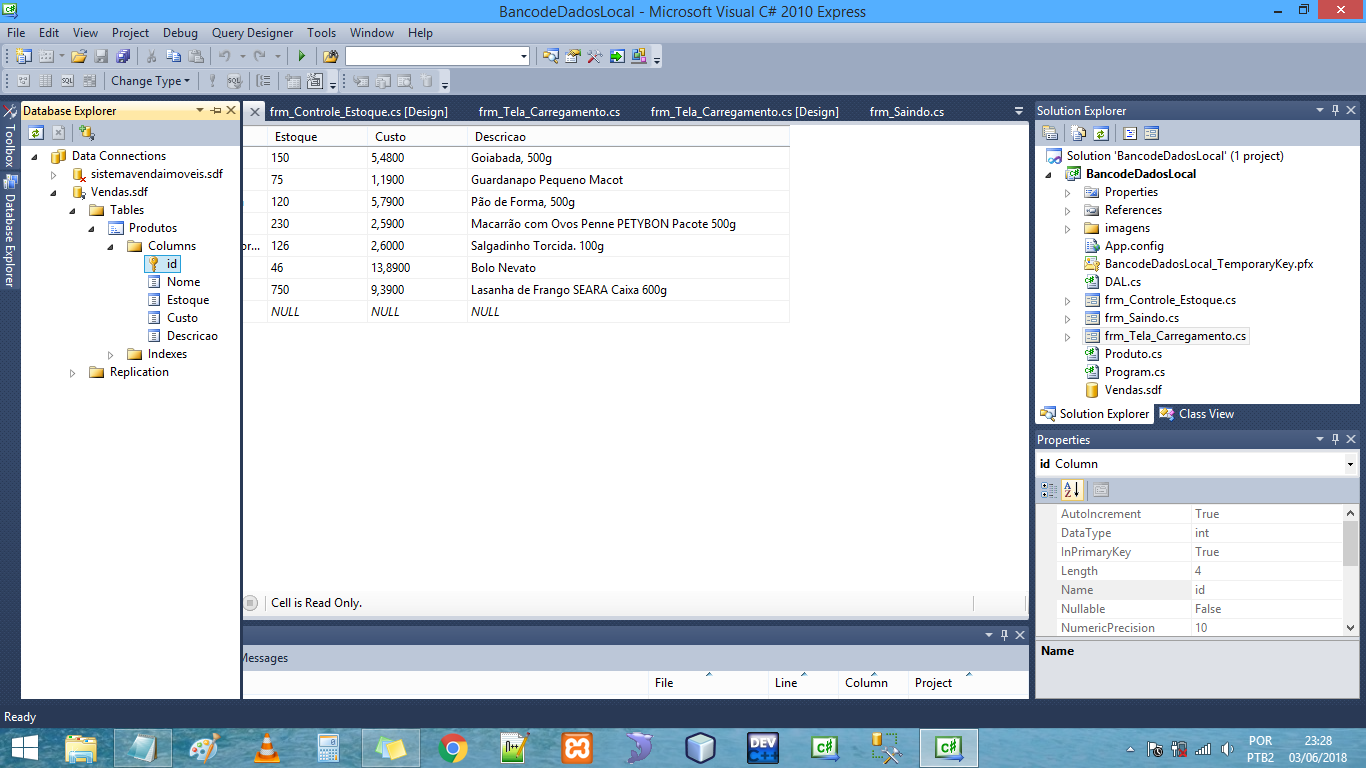 BancodeDadosLocal - Microsoft Visual C# 2010 Express
File Edit View Project Debug Query Designer Tools Window Help
Change Type
Toolbox
Database Explorer
Database Explorer
Data Connections
sistemavendaimoveis.sdf
Vendas.sdf
Tables
Produtos
Columns
id
Nome
Estoque
Custo
Descricao
Indexes
Replication
frm_Controle_Estoque.cs [Design] frm_Tela_Carregamento.cs frm_Tela_Carregamento.cs [Design] frm_Saindo.cs
Estoque Custo Descricao
150 5,4800 Goiabada, 500g
75 1,1900 Guardanapo Pequeno Macot
120 5,7900 Pão de Forma, 500g
230 2,5900 Macarrão com Ovos Penne PETYBON Pacote 500g
or... 126 2,6000 Salgadinho Torcida. 100g
46 13,8900 Bolo Nevato
750 9,3900 Lasanha de Frango SEARA Caixa 600g
NULL NULL NULL
Cell is Read Only.
Messages
File Line Column Project
Solution Explorer
Solution 'BancodeDadosLocal' (1 project)
BancodeDadosLocal
Properties
References
imagens
App.config
BancodeDadosLocal_TemporaryKey.pfx
DAL.cs
frm_Controle_Estoque.cs
frm_Saindo.cs
frm_Tela_Carregamento.cs
Produto.cs
Program.cs
Vendas.sdf
Solution Explorer Class View
Properties
id Column
AutoIncrement True
DataType int
InPrimaryKey True
Length 4
Name id
Nullable False
NumericPrecision 10
Name
Ready
DEV C++
POR
PTB2
23:28
03/06/2018